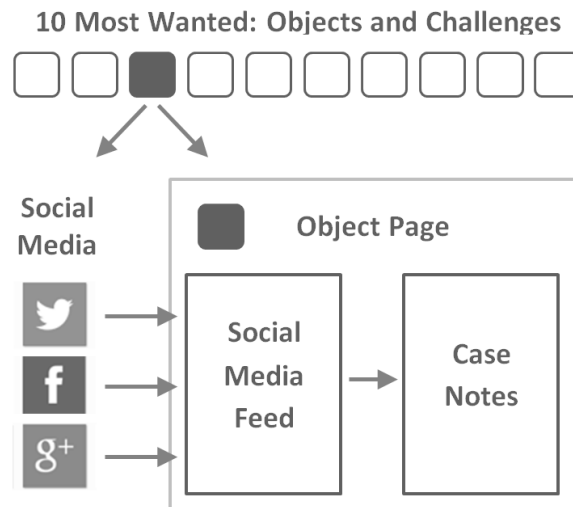 10 Most Wanted: Objects and Challenges
Social
Media
Object Page
f
g+
Social
Media
Feed
Case
Notes